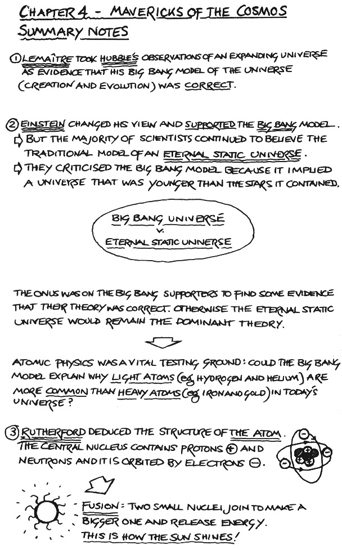 CHAPTER 4 - MAVERICKS OF THE COSMOS
SUMMARY NOTES
① LEMAÎTRE TOOK HUBBLE'S OBSERVATIONS OF AN EXPANDING UNIVERSE
AS EVIDENCE THAT HIS BIG BANG MODEL OF THE UNIVERSE
(CREATION AND EVOLUTION) WAS CORRECT.
② EINSTEIN CHANGED HIS VIEW AND SUPPORTED THE BIG BANG MODEL.
⇨ BUT THE MAJORITY OF SCIENTISTS CONTINUED TO BELIEVE THE
TRADITIONAL MODEL OF AN ETERNAL STATIC UNIVERSE.
⇨ THEY CRITICISED THE BIG BANG MODEL BECAUSE IT IMPLIED
A UNIVERSE THAT WAS YOUNGER THAN THE STARS IT CONTAINED.
BIG BANG UNIVERSE
V.
ETERNAL STATIC UNIVERSE
THE ONUS WAS ON THE BIG BANG SUPPORTERS TO FIND SOME EVIDENCE
THAT THEIR THEORY WAS CORRECT. OTHERWISE THE ETERNAL STATIC
UNIVERSE WOULD REMAIN THE DOMINANT THEORY.
ATOMIC PHYSICS WAS A VITAL TESTING GROUND: COULD THE BIG BANG
MODEL EXPLAIN WHY LIGHT ATOMS (eg HYDROGEN AND HELIUM) ARE
MORE COMMON THAN HEAVY ATOMS (eg IRON AND GOLD) IN TODAY'S
UNIVERSE?
③ RUTHERFORD DEDUCED THE STRUCTURE OF THE ATOM.
THE CENTRAL NUCLEUS CONTAINS PROTONS ⊕ AND
NEUTRONS AND IT IS ORBITED BY ELECTRONS ⊖.
FUSION: TWO SMALL NUCLEI JOIN TO MAKE A
BIGGER ONE AND RELEASE ENERGY.
THIS IS HOW THE SUN SHINES!